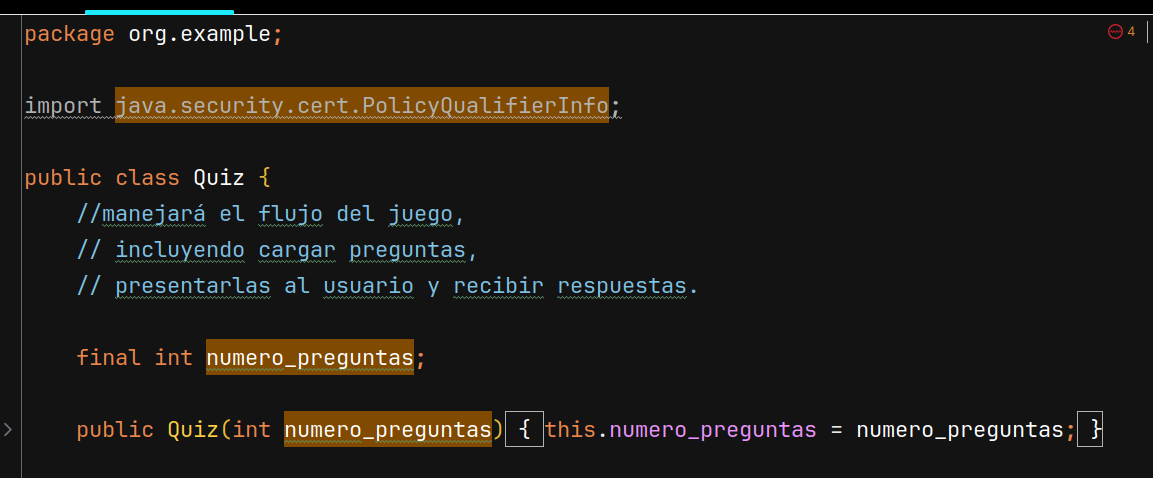 package org.example;
4
import java.security.cert.PolicyQualifierInfo;
public class Quiz {
//manejará el flujo del juego,
// incluyendo cargar preguntas,
// presentarlas al usuario y recibir respuestas.
final int numero_preguntas;
public Quiz(int numero_preguntas) { this.numero_preguntas = numero_preguntas; }